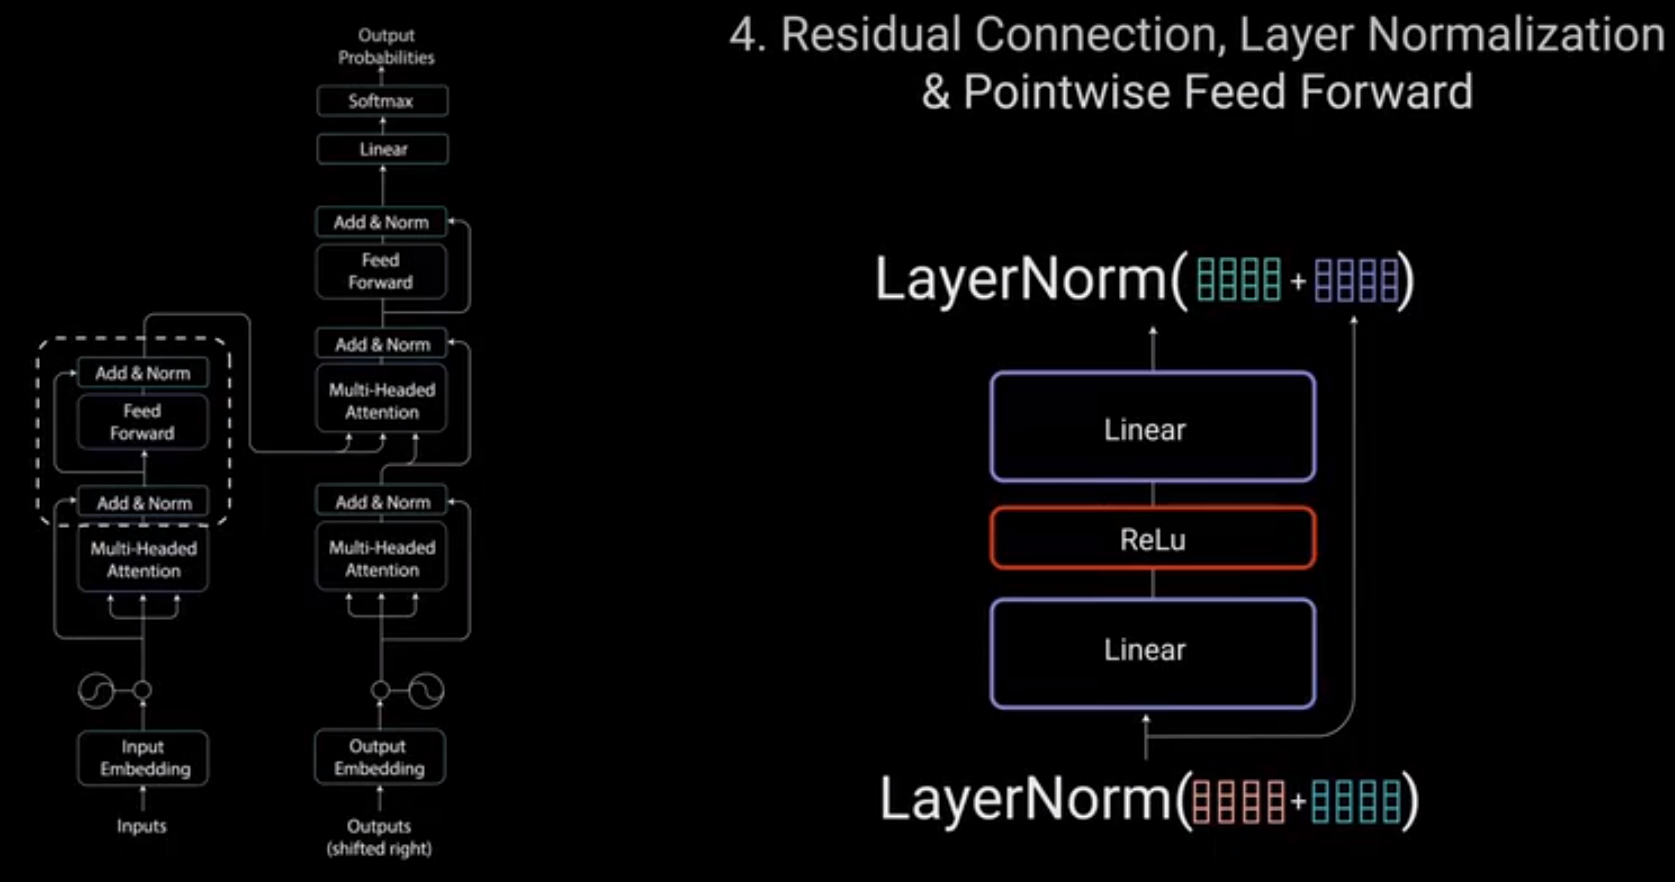 4. Residual Connection, Layer Normalization
& Pointwise Feed Forward
Output
Probabilities
Softmax
Linear
Add & Norm
Feed
Forward
Add & Norm
Multi-Headed
Attention
Add & Norm
Multi-Headed
Attention
Output
Embedding
Outputs
(shifted right)
Add & Norm
Feed
Forward
Add & Norm
Multi-Headed
Attention
Input
Embedding
Inputs
LayerNorm( + )
Linear
ReLu
Linear
LayerNorm( + )